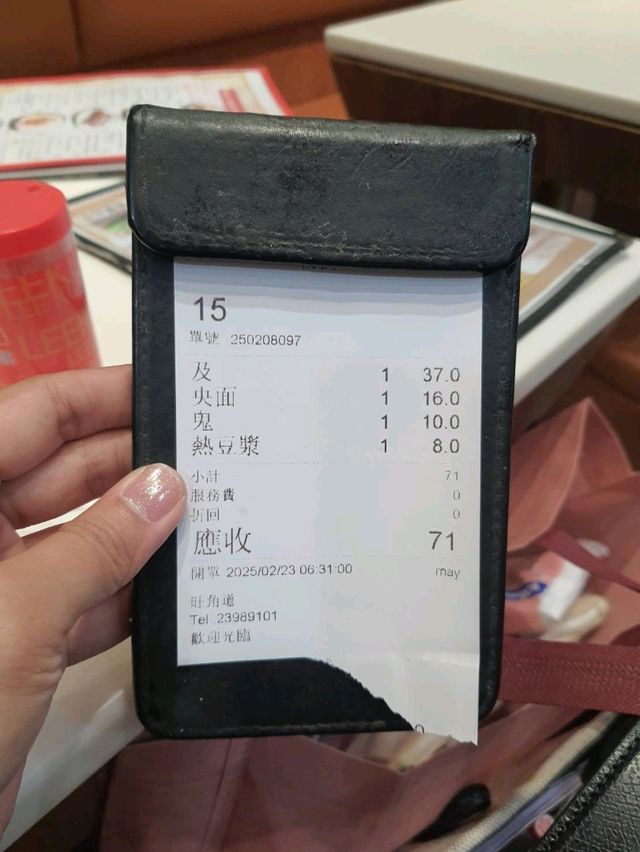 15
單號 250208097
及 1 37.0
央面 1 16.0
鬼 1 10.0
熱豆漿 1 8.0
小計 71
服務費 0
折回 0
應收 71
開單 2025/02/23 06:31:00 may
旺角道
Tel 23989101
歡迎光臨